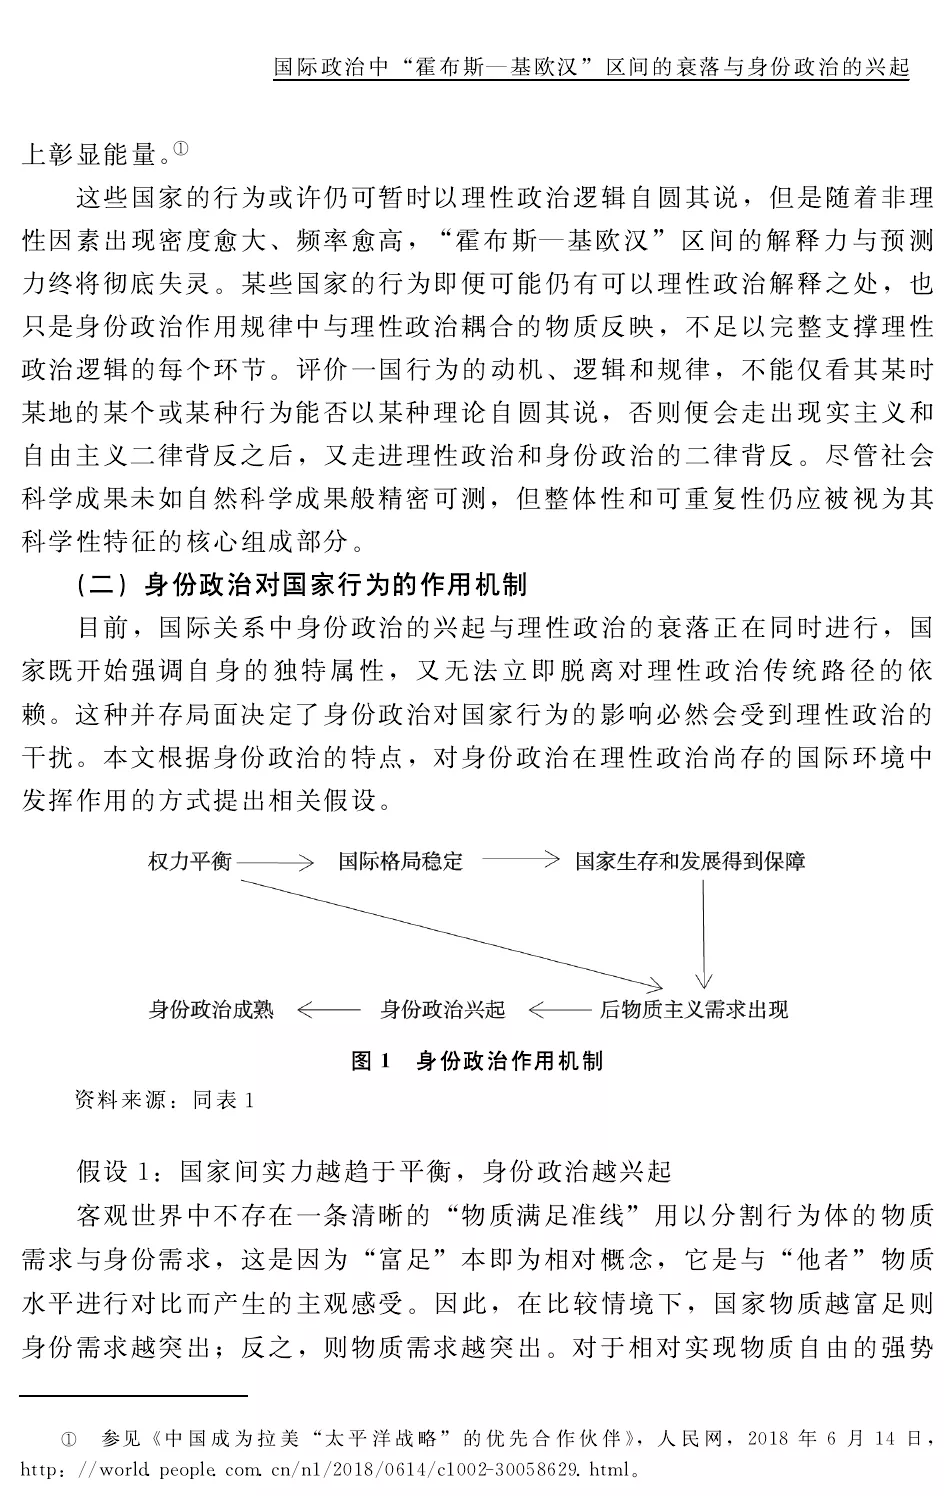 国际政治中“霍布斯—基欧汉”区间的衰落与身份政治的兴起
上彰显能量。①
这些国家的行为或许仍可暂时以理性政治逻辑自圆其说，但是随着非理
性因素出现密度愈大、频率愈高，“霍布斯—基欧汉”区间的解释力与预测
力终将彻底失灵。某些国家的行为即便可能仍有可以理性政治解释之处，也
只是身份政治作用规律中与理性政治耦合的物质反映，不足以完整支撑理性
政治逻辑的每个环节。评价一国行为的动机、逻辑和规律，不能仅看其某时
某地的某个或某种行为能否以某种理论自圆其说，否则便会走出现实主义和
自由主义二律背反之后，又走进理性政治和身份政治的二律背反。尽管社会
科学成果未如自然科学成果般精密可测，但整体性和可重复性仍应被视为其
科学性特征的核心组成部分。
（二）身份政治对国家行为的作用机制
目前，国际关系中身份政治的兴起与理性政治的衰落正在同时进行，国
家既开始强调自身的独特属性，又无法立即脱离对理性政治传统路径的依
赖。这种并存局面决定了身份政治对国家行为的影响必然会受到理性政治的
干扰。本文根据身份政治的特点，对身份政治在理性政治尚存的国际环境中
发挥作用的方式提出相关假设。
权力平衡 国际格局稳定 国家生存和发展得到保障
身份政治成熟 身份政治兴起 后物质主义需求出现
图 1 身份政治作用机制
资料来源：同表 1
假设 1：国家间实力越趋于平衡，身份政治越兴起
客观世界中不存在一条清晰的“物质满足准线”用以分割行为体的物质
需求与身份需求，这是因为“富足”本即为相对概念，它是与“他者”物质
水平进行对比而产生的主观感受。因此，在比较情境下，国家物质越富足则
身份需求越突出；反之，则物质需求越突出。对于相对实现物质自由的强势
① 参见《中国成为拉美“太平洋战略”的优先合作伙伴》，人民网，2018 年 6 月 14 日，
http：//world. people. com. cn/n1/2018/0614/c1002-30058629. html。